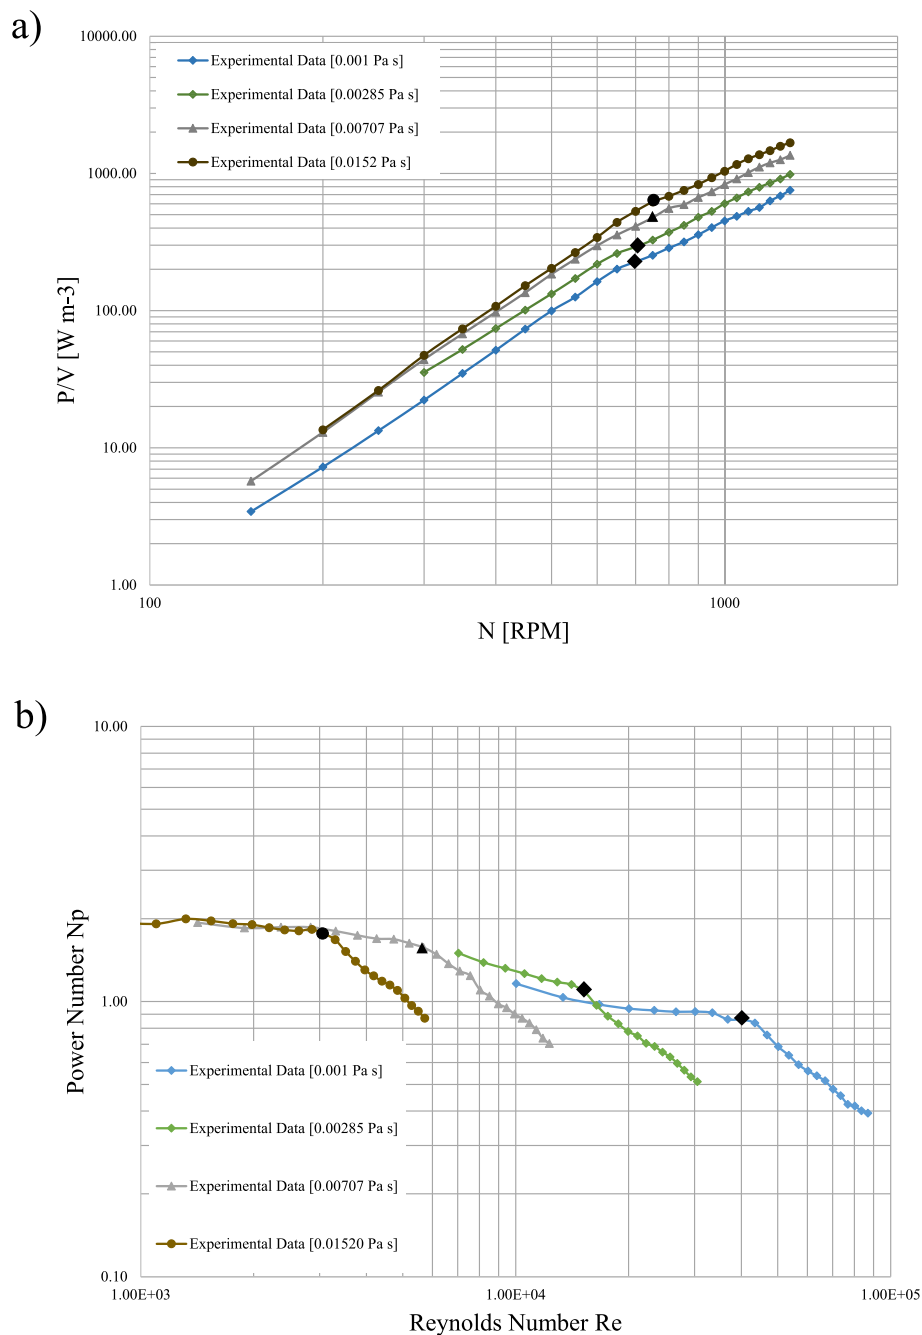 a)
10000.00
1000.00
100.00
10.00
1.00
P/V [W m-3]
Experimental Data [0.001 Pa s]
Experimental Data [0.00285 Pa s]
Experimental Data [0.00707 Pa s]
Experimental Data [0.0152 Pa s]
100
1000
N [RPM]
b)
10.00
1.00
0.10
Power Number Np
Experimental Data [0.001 Pa s]
Experimental Data [0.00285 Pa s]
Experimental Data [0.00707 Pa s]
Experimental Data [0.01520 Pa s]
1.00E+03
1.00E+04
1.00E+05
Reynolds Number Re